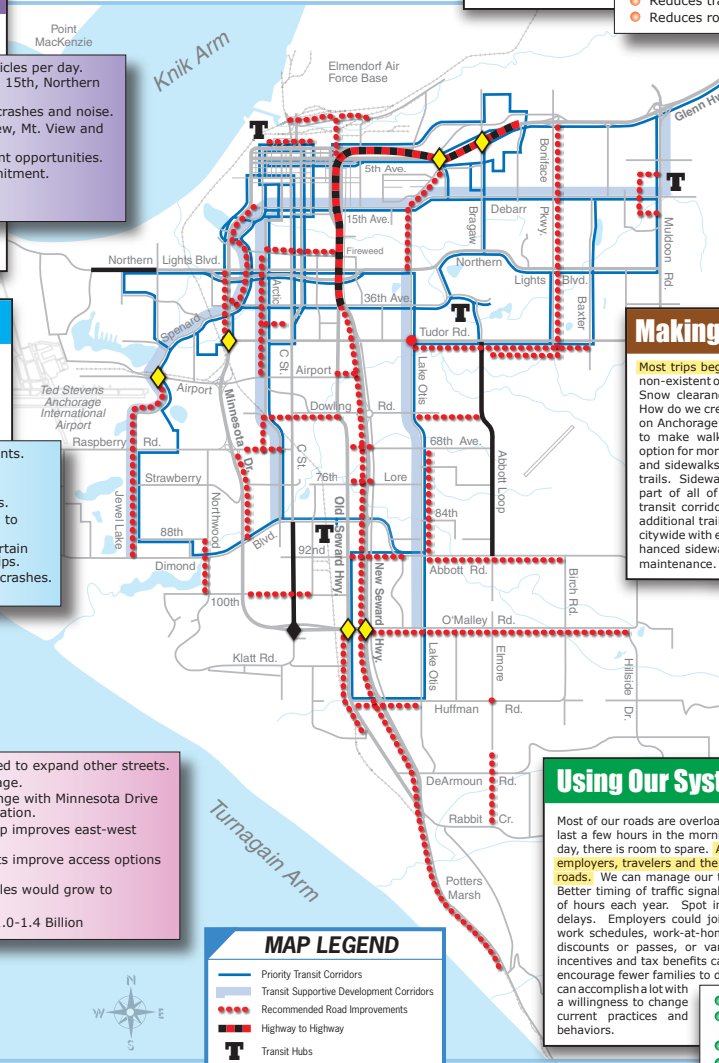 Reduces tra
Reduces ro
Point
MacKenzie
Knik Arm
Elmendorf Air
Force Base
Glenn Hw
icles per day.
15th, Northern
crashes and noise.
ew, Mt. View and
nt opportunities.
mitment.
T
T
5th Ave.
15th Ave.
Bragaw
Debarr
Boniface
Pkwy.
Muldoon
Rd.
Fireweed
Northern
Lights Blvd.
Northern
Lights
Blvd.
Arctic
36th Ave.
T
Baxter
Spenard
Tudor Rd.
C St.
Airport
Lake Otis
Ted Stevens
Anchorage
International
Airport
Airport
Minnesota
Dr.
Dowling
Rd.
Raspberry
Rd.
68th Ave.
C St.
76th
Lore
Abbott Loop
Strawberry
Jewel Lake
Northwood
Old Seward Hwy.
84th
88th
Blvd.
T
92nd
Dimond
New Seward
Hwy.
Abbott
Rd.
Birch Rd.
100th
O'Malley
Rd.
Klatt Rd.
Lake Otis
Elmore
Hillside Dr.
Huffman
Rd.
DeArmoun
Rd.
Rabbit
Cr.
Potters
Marsh
Turnagain Arm
nts.
s.
to
rtain
ps.
crashes.
Making
Most trips beg
non-existent o
Snow clearanc
How do we cre
on Anchorage
to make walk
option for mor
and sidewalks
trails. Sidewa
part of all of
transit corrido
additional trail
citywide with e
hanced sidewa
maintenance.
ed to expand other streets.
age.
nge with Minnesota Drive
ation.
p improves east-west
ts improve access options
les would grow to
1.0-1.4 Billion
Using Our Syst
Most of our roads are overloa
last a few hours in the morni
day, there is room to spare. A
employers, travelers and the
roads. We can manage our t
Better timing of traffic signal
of hours each year. Spot in
delays. Employers could joi
work schedules, work-at-hom
discounts or passes, or van
incentives and tax benefits ca
encourage fewer families to d
can accomplish a lot with
a willingness to change
current practices and
behaviors.
N
W
E
S
MAP LEGEND
Priority Transit Corridors
Transit Supportive Development Corridors
Recommended Road Improvements
Highway to Highway
T
Transit Hubs